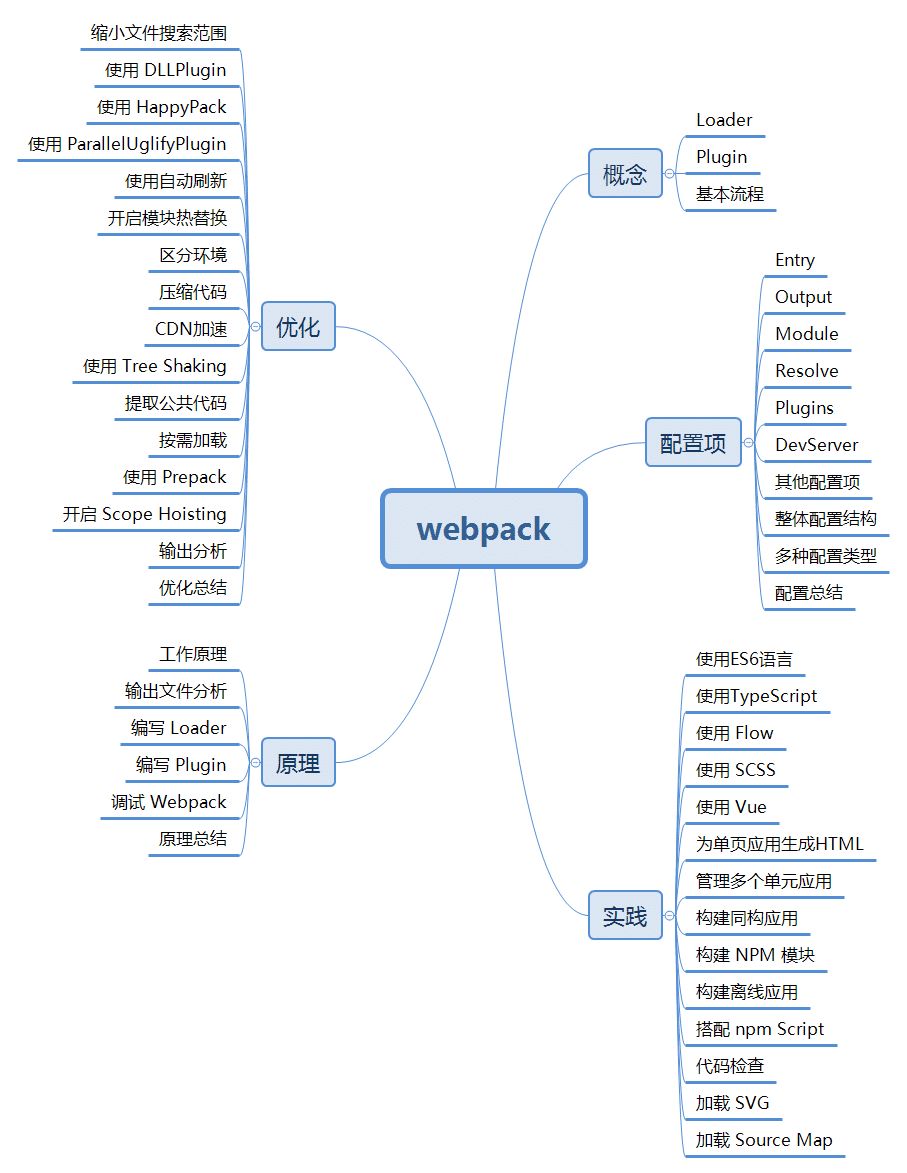 webpack
概念
Loader
Plugin
基本流程
配置项
Entry
Output
Module
Resolve
Plugins
DevServer
其他配置项
整体配置结构
多种配置类型
配置总结
实践
使用ES6语言
使用TypeScript
使用 Flow
使用 SCSS
使用 Vue
为单页应用生成HTML
管理多个单元应用
构建同构应用
构建 NPM 模块
构建离线应用
搭配 npm Script
代码检查
加载 SVG
加载 Source Map
优化
缩小文件搜索范围
使用 DLLPlugin
使用 HappyPack
使用 ParallelUglifyPlugin
使用自动刷新
开启模块热替换
区分环境
压缩代码
CDN加速
使用 Tree Shaking
提取公共代码
按需加载
使用 Prepack
开启 Scope Hoisting
输出分析
优化总结
原理
工作原理
输出文件分析
编写 Loader
编写 Plugin
调试 Webpack
原理总结